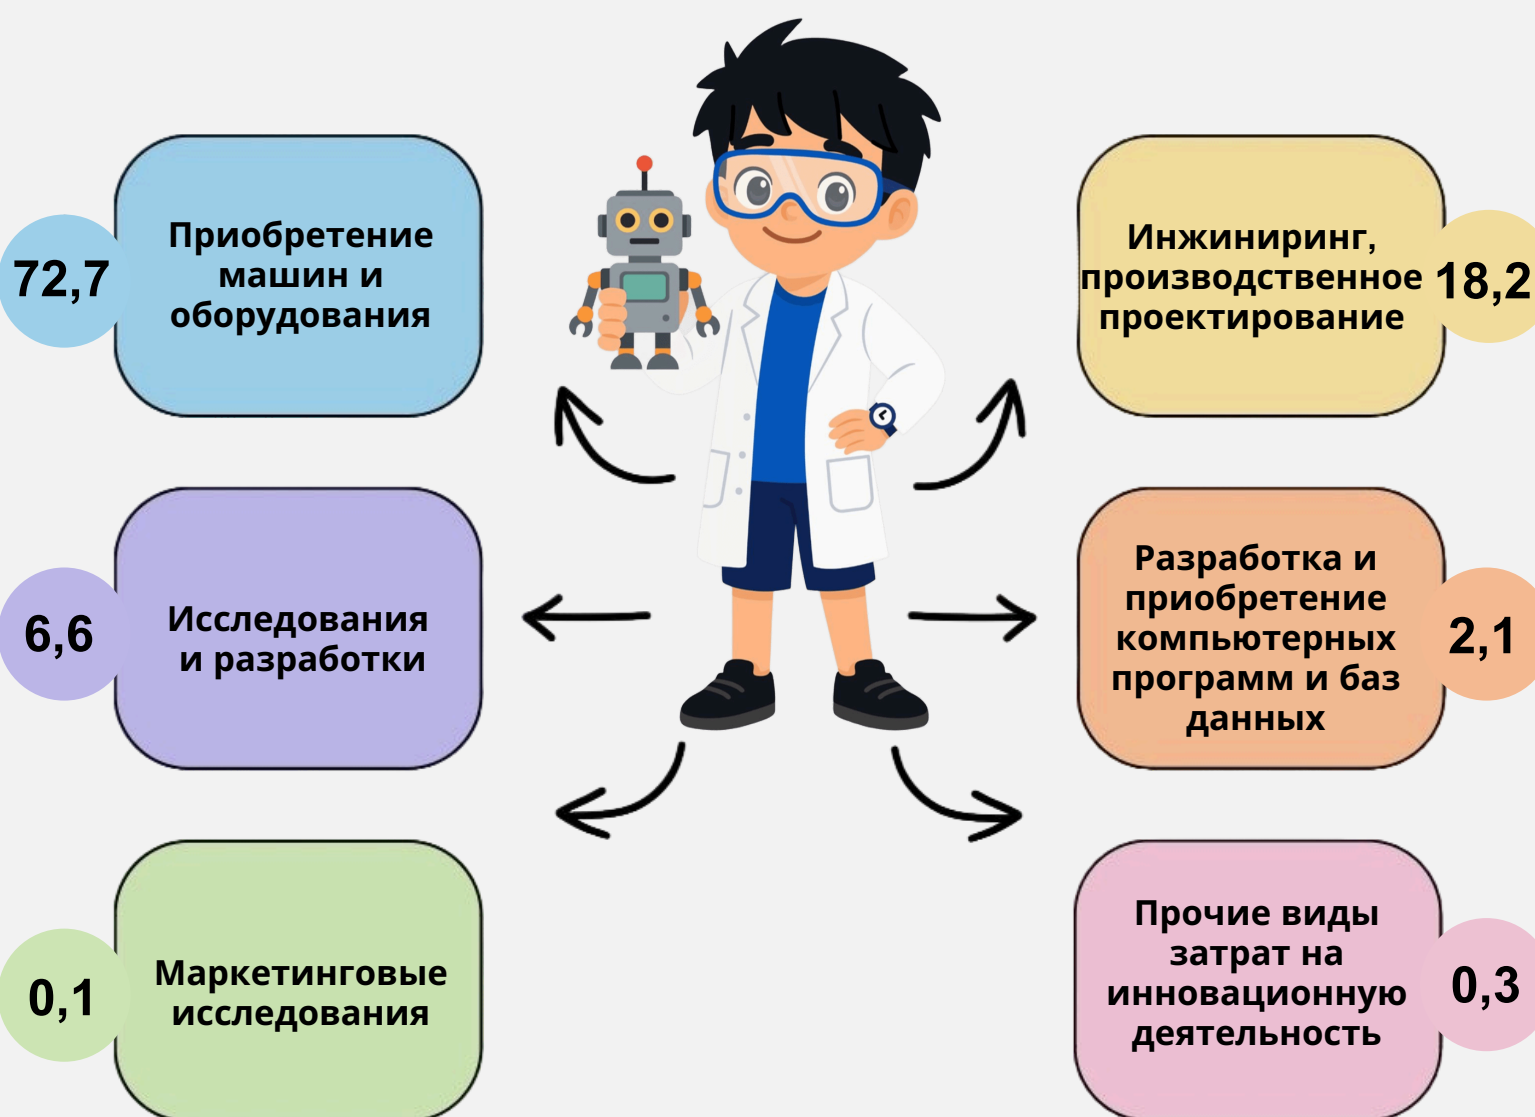 72,7
Приобретение
машин и
оборудования
Инжиниринг,
производственное
проектирование
18,2
6,6
Исследования
и разработки
Разработка и
приобретение
компьютерных
программ и баз
данных
2,1
0,1
Маркетинговые
исследования
Прочие виды
затрат на
инновационную
деятельность
0,3